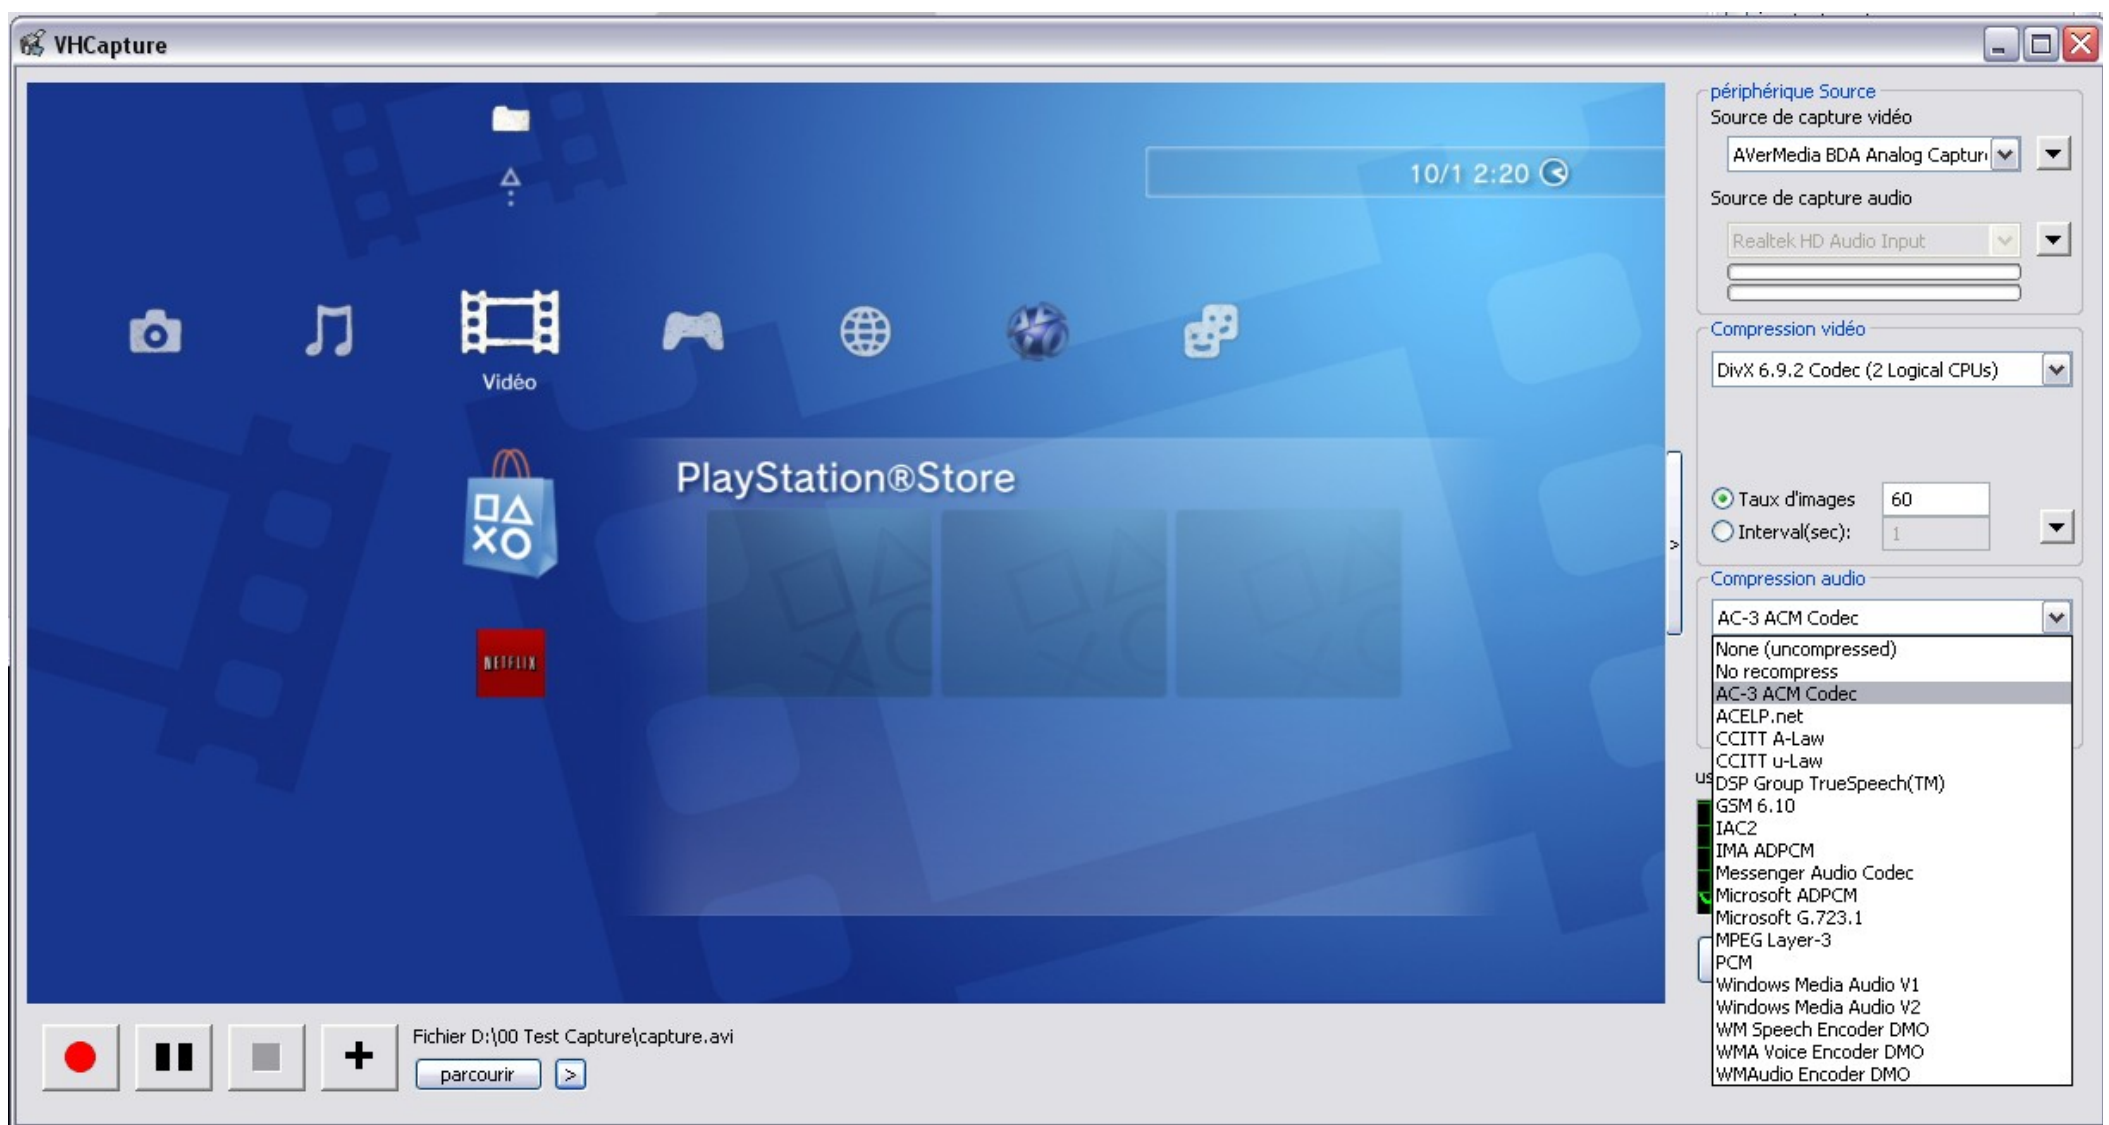 VHCapture
10/1 2:20
Vidéo
PlayStation®Store
NETFLIX
périphérique Source
Source de capture vidéo
AVerMedia BDA Analog Captur
Source de capture audio
Realtek HD Audio Input
Compression vidéo
DivX 6.9.2 Codec (2 Logical CPUs)
Taux d'images 60
Interval(sec): 1
>
Compression audio
AC-3 ACM Codec
None (uncompressed)
No recompress
AC-3 ACM Codec
ACELP.net
CCITT A-Law
CCITT u-Law
us
DSP Group TrueSpeech(TM)
GSM 6.10
IAC2
IMA ADPCM
Messenger Audio Codec
Microsoft ADPCM
Microsoft G.723.1
MPEG Layer-3
PCM
Windows Media Audio V1
Windows Media Audio V2
WM Speech Encoder DMO
WMA Voice Encoder DMO
WMAudio Encoder DMO
Fichier D:\00 Test Capture\capture.avi
parcourir >